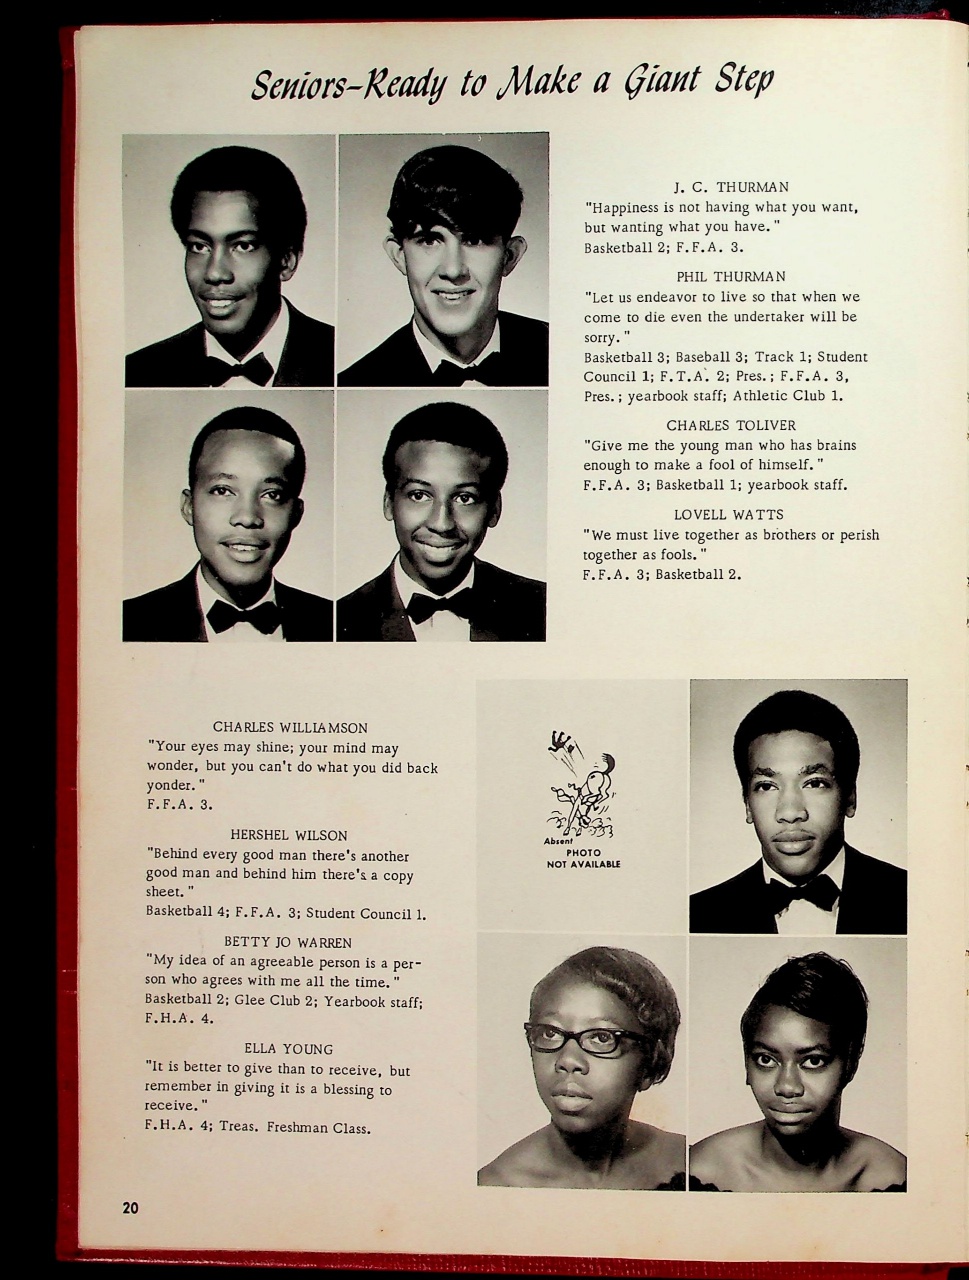 Seniors-Ready to Make a Giant Step
J. C. THURMAN
"Happiness is not having what you want,
but wanting what you have."
Basketball 2; F.F.A. 3.
PHIL THURMAN
"Let us endeavor to live so that when we
come to die even the undertaker will be
sorry."
Basketball 3; Baseball 3; Track 1; Student
Council 1; F.T.A. 2; Pres.; F.F.A. 3,
Pres.; yearbook staff; Athletic Club 1.
CHARLES TOLIVER
"Give me the young man who has brains
enough to make a fool of himself."
F.F.A. 3; Basketball 1; yearbook staff.
LOVELL WATTS
"We must live together as brothers or perish
together as fools."
F.F.A. 3; Basketball 2.
CHARLES WILLIAMSON
"Your eyes may shine; your mind may
wonder, but you can't do what you did back
yonder."
F.F.A. 3.
HERSHEL WILSON
"Behind every good man there's another
good man and behind him there's a copy
sheet."
Basketball 4; F.F.A. 3; Student Council 1.
BETTY JO WARREN
"My idea of an agreeable person is a per-
son who agrees with me all the time."
Basketball 2; Glee Club 2; Yearbook staff;
F.H.A. 4.
ELLA YOUNG
"It is better to give than to receive, but
remember in giving it is a blessing to
receive."
F.H.A. 4; Treas. Freshman Class.
Absent
PHOTO
NOT AVAILABLE
20